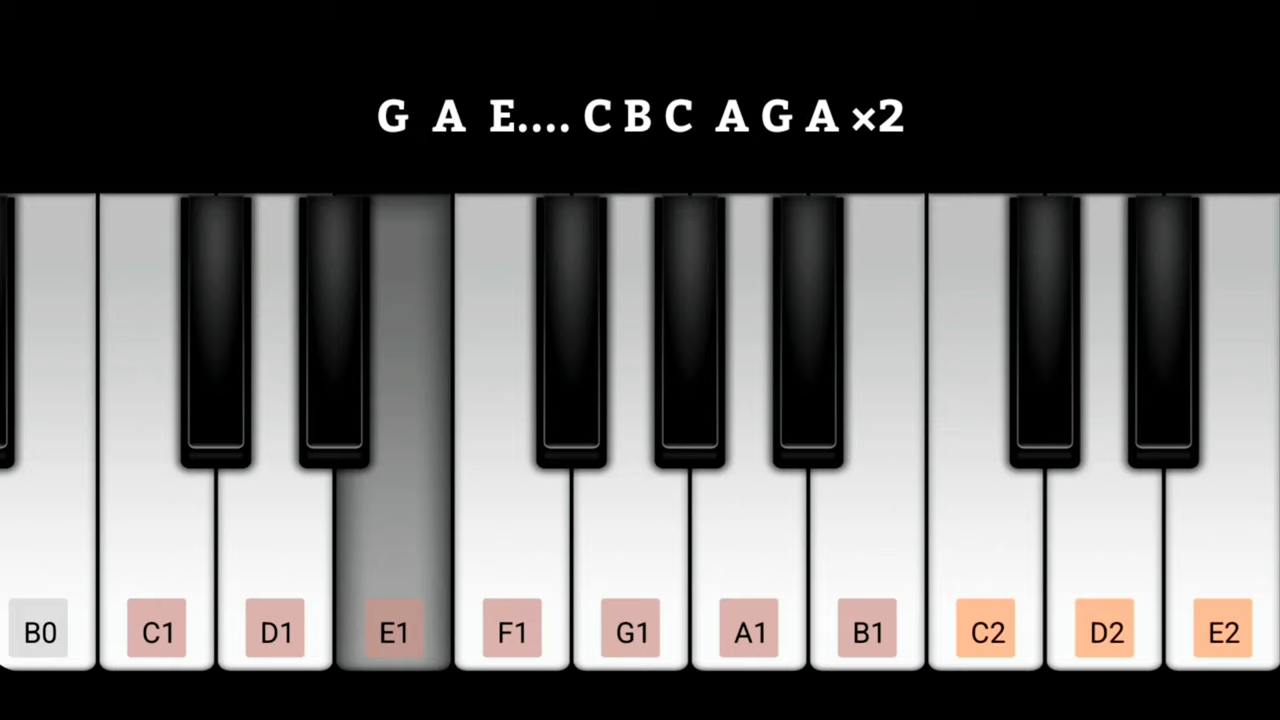 G A E.... C B C A G A ×2
B0 C1 D1 E1 F1 G1 A1 B1 C2 D2 E2